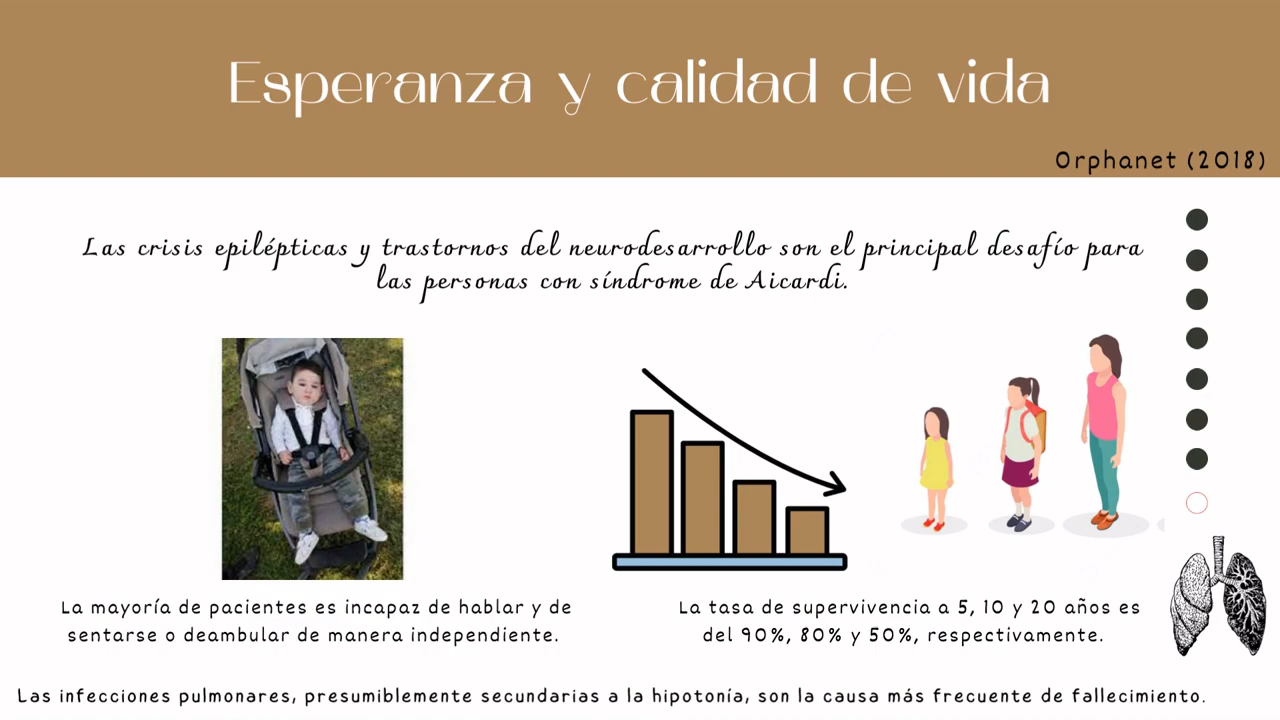 Esperanza y calidad de vida
Orphanet (2018)
Las crisis epilépticas y trastornos del neurodesarrollo son el principal desafío para
las personas con síndrome de Aicardi.
La mayoría de pacientes es incapaz de hablar y de
sentarse o deambular de manera independiente.
La tasa de supervivencia a 5, 10 y 20 años es
del 90%, 80% y 50%, respectivamente.
Las infecciones pulmonares, presumiblemente secundarias a la hipotonía, son la causa más frecuente de fallecimiento.